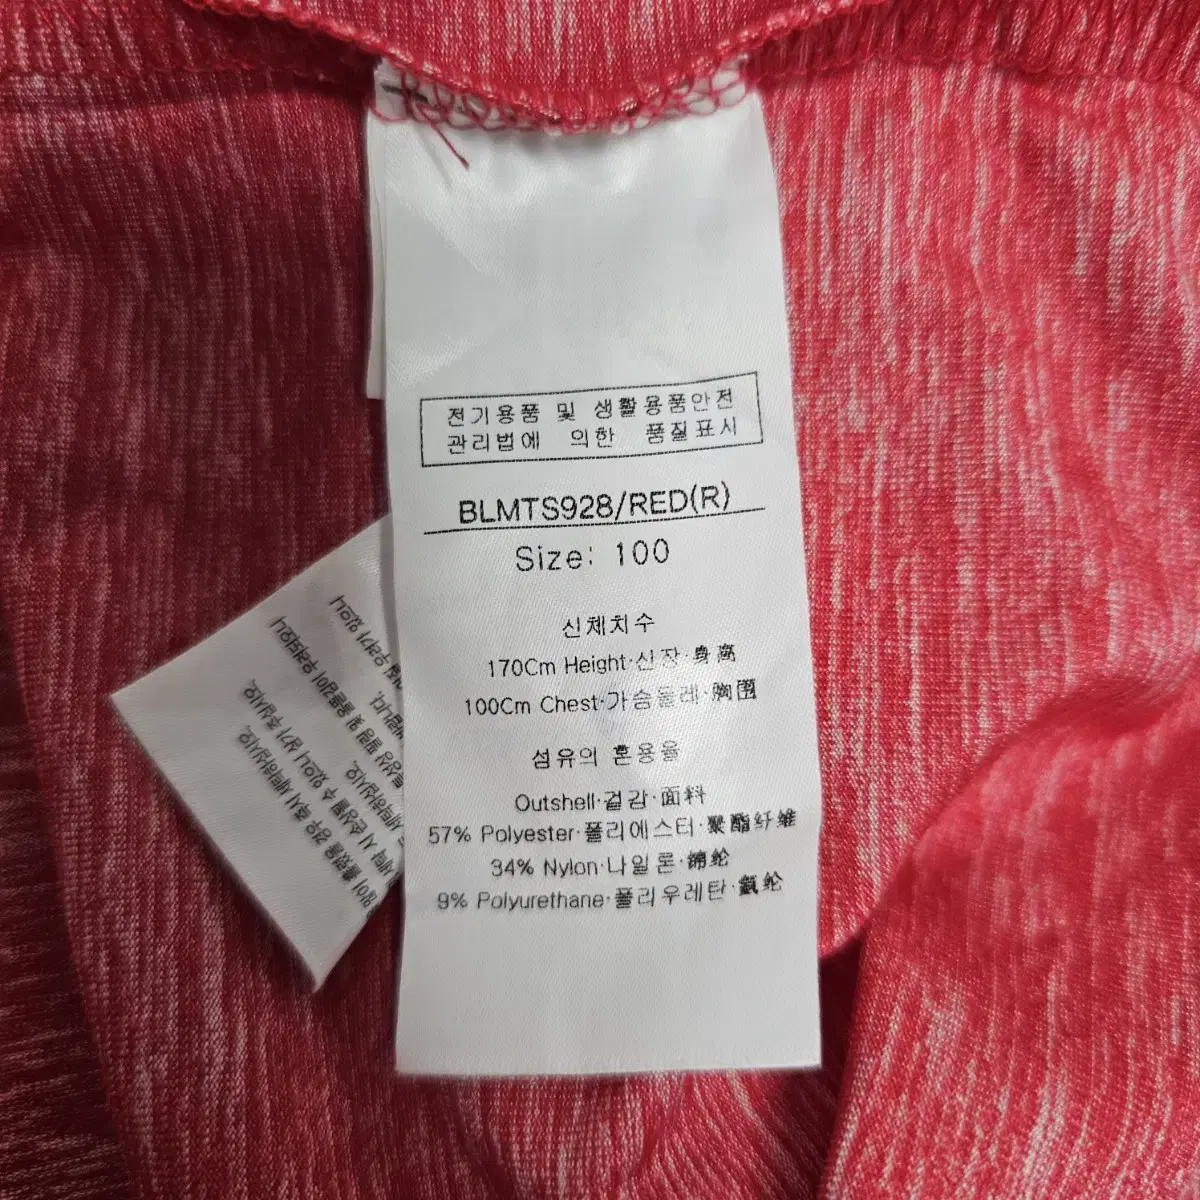 전기용품 및 생활용품안전
관리법에 의한 품질표시
BLMTS928/RED(R)
Size: 100
신체치수
170Cm Height·신장·身高
100Cm Chest·가슴둘레·胸围
섬유의 혼용율
Outshell·겉감·面料
57% Polyester·폴리에스터·聚酯纤维
34% Nylon·나일론·锦纶
9% Polyurethane·폴리우레탄·氨纶